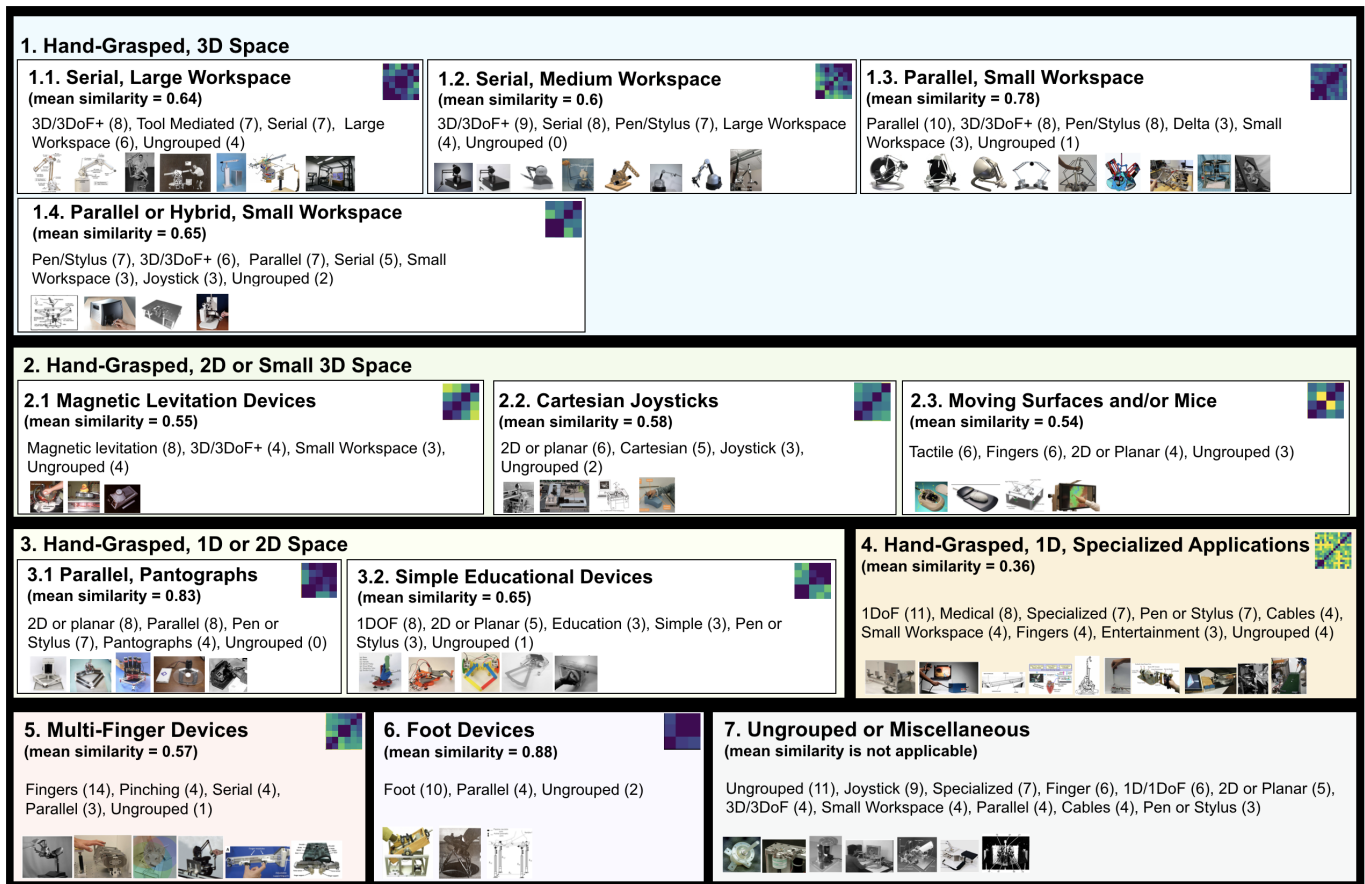 1. Hand-Grasped, 3D Space
1.1. Serial, Large Workspace
(mean similarity = 0.64)
3D/3DoF+ (8), Tool Mediated (7), Serial (7), Large
Workspace (6), Ungrouped (4)
1.2. Serial, Medium Workspace
(mean similarity = 0.6)
3D/3DoF+ (9), Serial (8), Pen/Stylus (7), Large Workspace
(4), Ungrouped (0)
1.3. Parallel, Small Workspace
(mean similarity = 0.78)
Parallel (10), 3D/3DoF+ (8), Pen/Stylus (8), Delta (3), Small
Workspace (3), Ungrouped (1)
1.4. Parallel or Hybrid, Small Workspace
(mean similarity = 0.65)
Pen/Stylus (7), 3D/3DoF+ (6), Parallel (7), Serial (5), Small
Workspace (3), Joystick (3), Ungrouped (2)
2. Hand-Grasped, 2D or Small 3D Space
2.1 Magnetic Levitation Devices
(mean similarity = 0.55)
Magnetic levitation (8), 3D/3DoF+ (4), Small Workspace (3),
Ungrouped (4)
2.2. Cartesian Joysticks
(mean similarity = 0.58)
2D or planar (6), Cartesian (5), Joystick (3),
Ungrouped (2)
2.3. Moving Surfaces and/or Mice
(mean similarity = 0.54)
Tactile (6), Fingers (6), 2D or Planar (4), Ungrouped (3)
3. Hand-Grasped, 1D or 2D Space
3.1 Parallel, Pantographs
(mean similarity = 0.83)
2D or planar (8), Parallel (8), Pen or
Stylus (7), Pantographs (4), Ungrouped (0)
3.2. Simple Educational Devices
(mean similarity = 0.65)
1DOF (8), 2D or Planar (5), Education (3), Simple (3), Pen or
Stylus (3), Ungrouped (1)
4. Hand-Grasped, 1D, Specialized Applications
(mean similarity = 0.36)
1DoF (11), Medical (8), Specialized (7), Pen or Stylus (7), Cables (4),
Small Workspace (4), Fingers (4), Entertainment (3), Ungrouped (4)
5. Multi-Finger Devices
(mean similarity = 0.57)
Fingers (14), Pinching (4), Serial (4),
Parallel (3), Ungrouped (1)
6. Foot Devices
(mean similarity = 0.88)
Foot (10), Parallel (4), Ungrouped (2)
7. Ungrouped or Miscellaneous
(mean similarity is not applicable)
Ungrouped (11), Joystick (9), Specialized (7), Finger (6), 1D/1DoF (6), 2D or Planar (5),
3D/3DoF (4), Small Workspace (4), Parallel (4), Cables (4), Pen or Stylus (3)